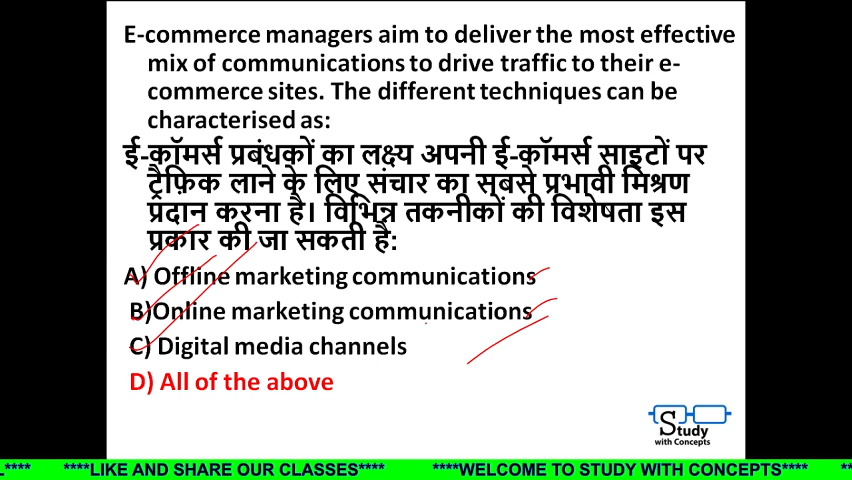 E-commerce managers aim to deliver the most effective
mix of communications to drive traffic to their e-
commerce sites. The different techniques can be
characterised as:
ई-कॉमर्स प्रबंधकों का लक्ष्य अपनी ई-कॉमर्स साइटों पर
ट्रैफ़िक लाने के लिए संचार का सबसे प्रभावी मिश्रण
प्रदान करना है। विभिन्न तकनीकों की विशेषता इस
प्रकार की जा सकती है:
A) Offline marketing communications
B)Online marketing communications
C) Digital media channels
D) All of the above
Study
with Concepts
L**** ****LIKE AND SHARE OUR CLASSES**** ****WELCOME TO STUDY WITH CONCEPTS**** **